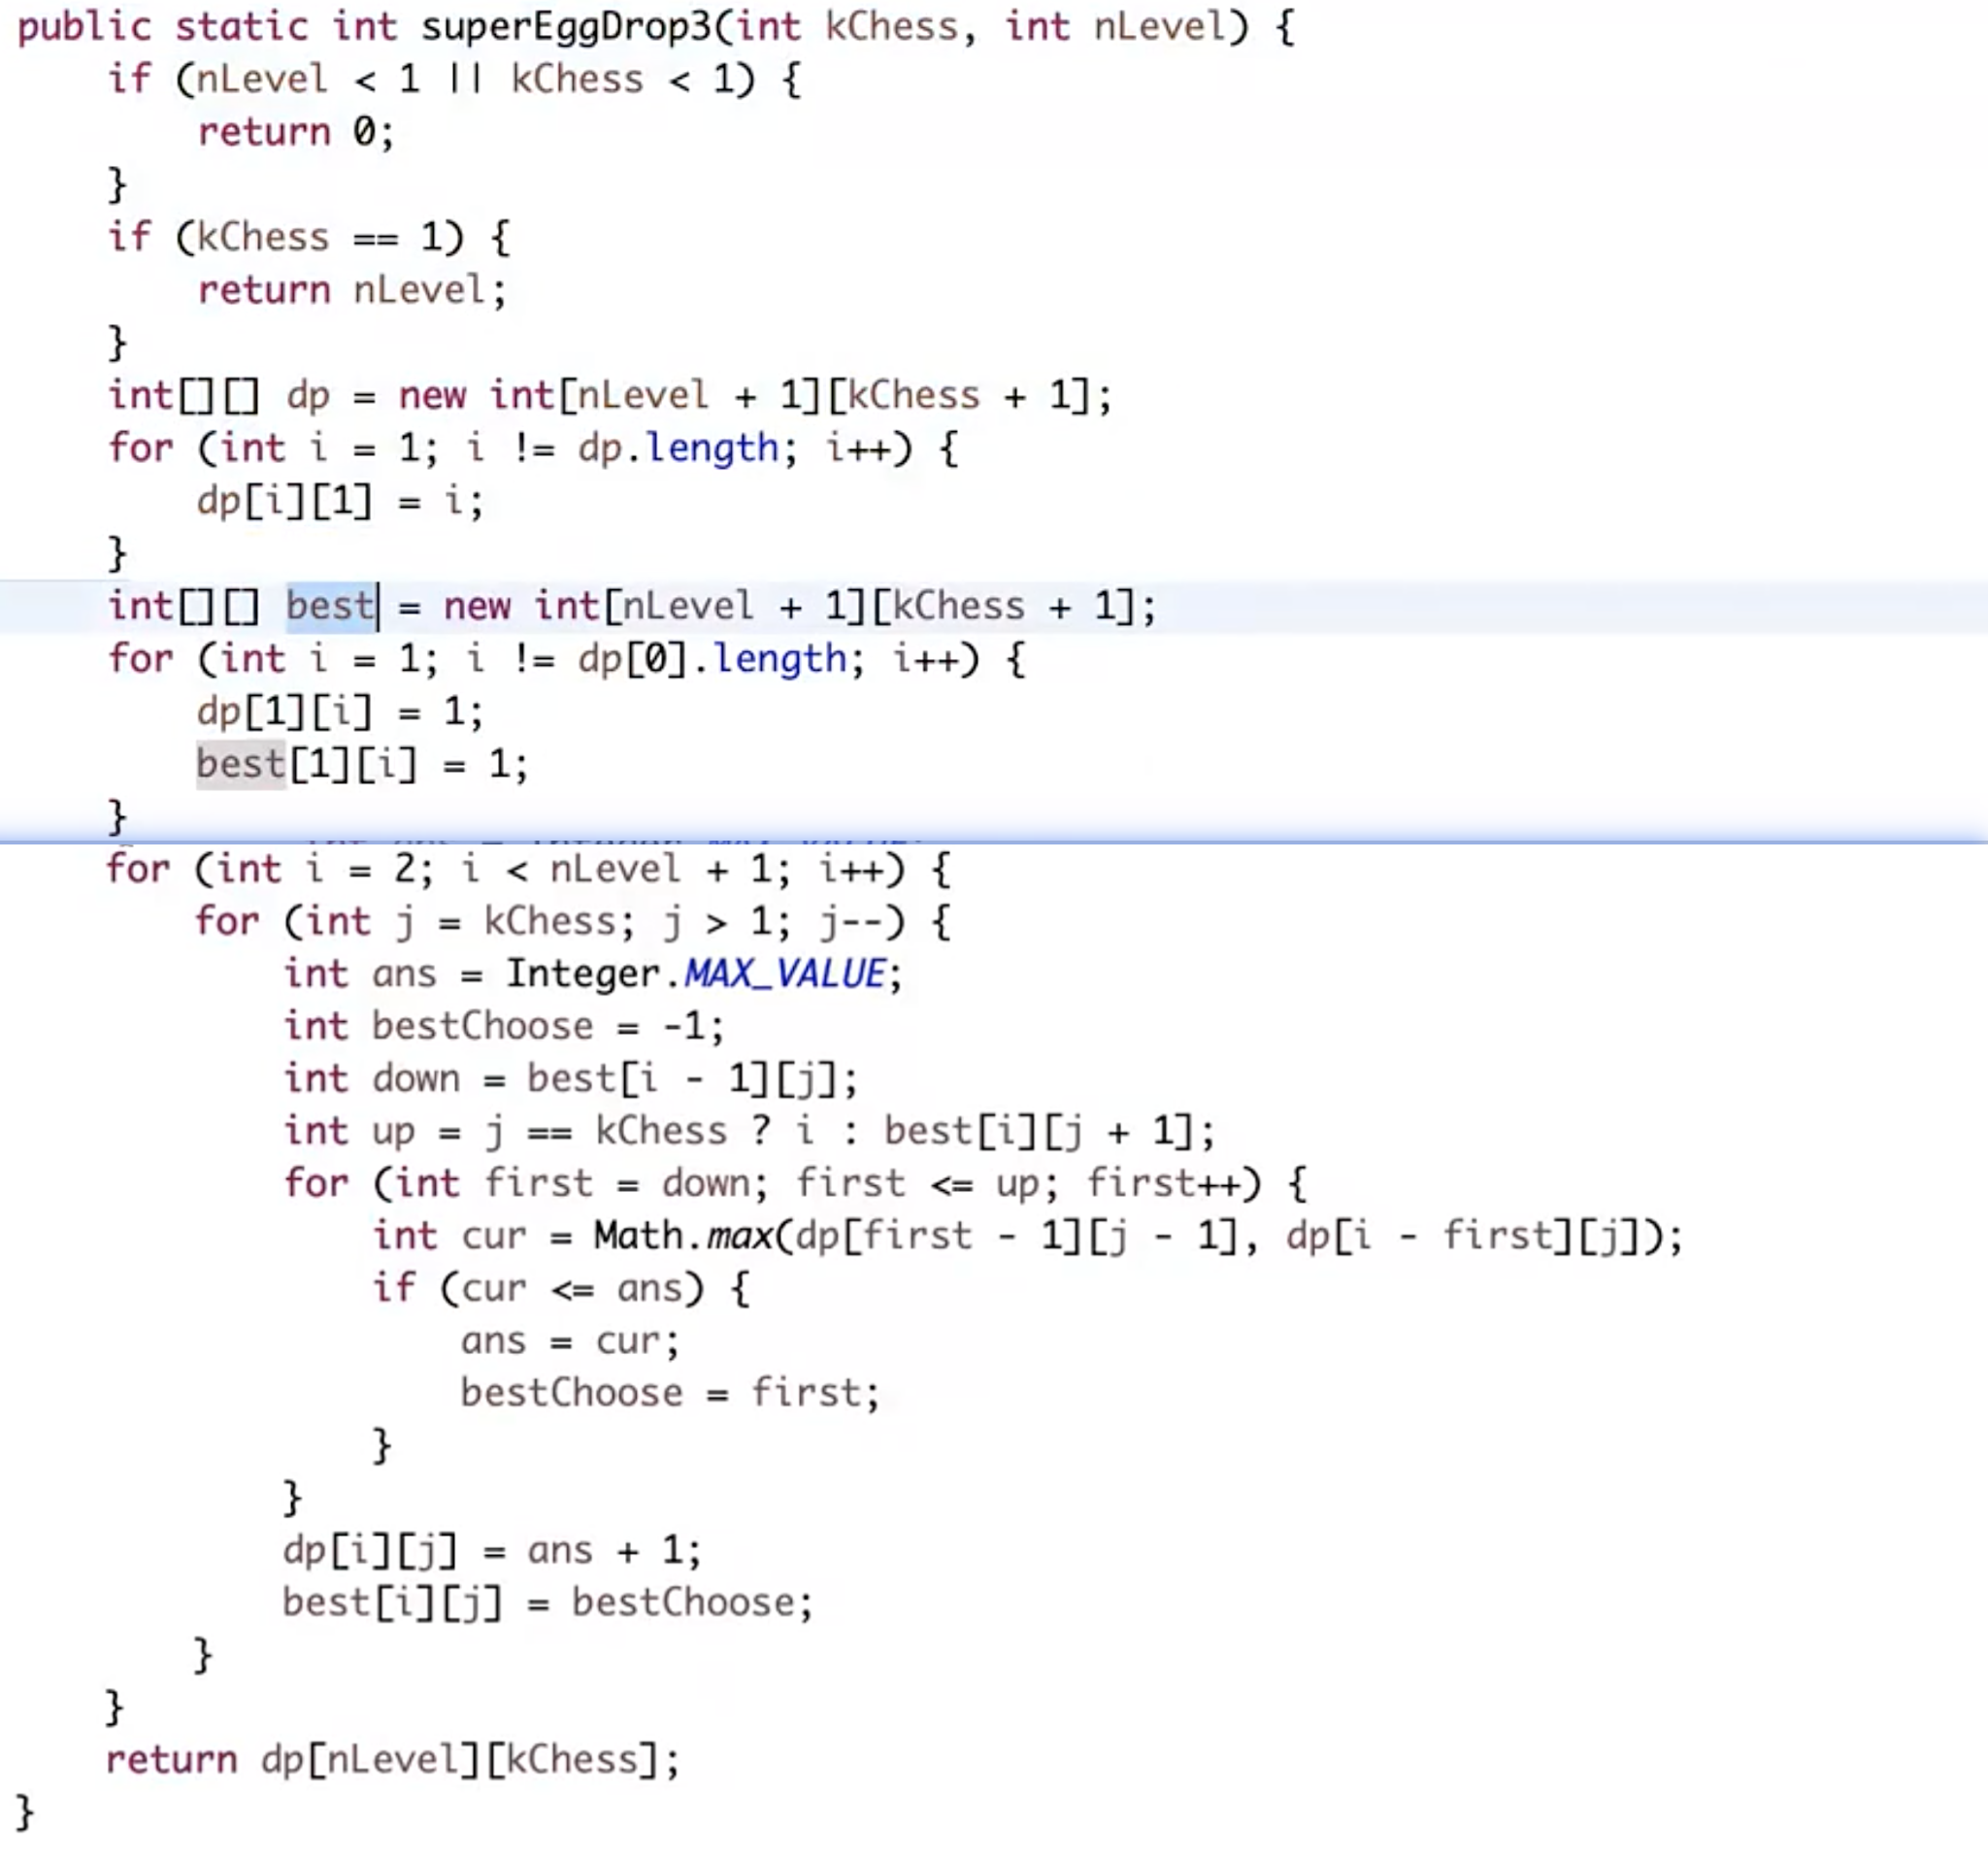 public static int superEggDrop3(int kChess, int nLevel) {
    if (nLevel < 1 || kChess < 1) {
        return 0;
    }
    if (kChess == 1) {
        return nLevel;
    }
    int[][] dp = new int[nLevel + 1][kChess + 1];
    for (int i = 1; i != dp.length; i++) {
        dp[i][1] = i;
    }
    int[][] best = new int[nLevel + 1][kChess + 1];
    for (int i = 1; i != dp[0].length; i++) {
        dp[1][i] = 1;
        best[1][i] = 1;
    }
    for (int i = 2; i < nLevel + 1; i++) {
        for (int j = kChess; j > 1; j--) {
            int ans = Integer.MAX_VALUE;
            int bestChoose = -1;
            int down = best[i - 1][j];
            int up = j == kChess ? i : best[i][j + 1];
            for (int first = down; first <= up; first++) {
                int cur = Math.max(dp[first - 1][j - 1], dp[i - first][j]);
                if (cur <= ans) {
                    ans = cur;
                    bestChoose = first;
                }
            }
            dp[i][j] = ans + 1;
            best[i][j] = bestChoose;
        }
    }
    return dp[nLevel][kChess];
}